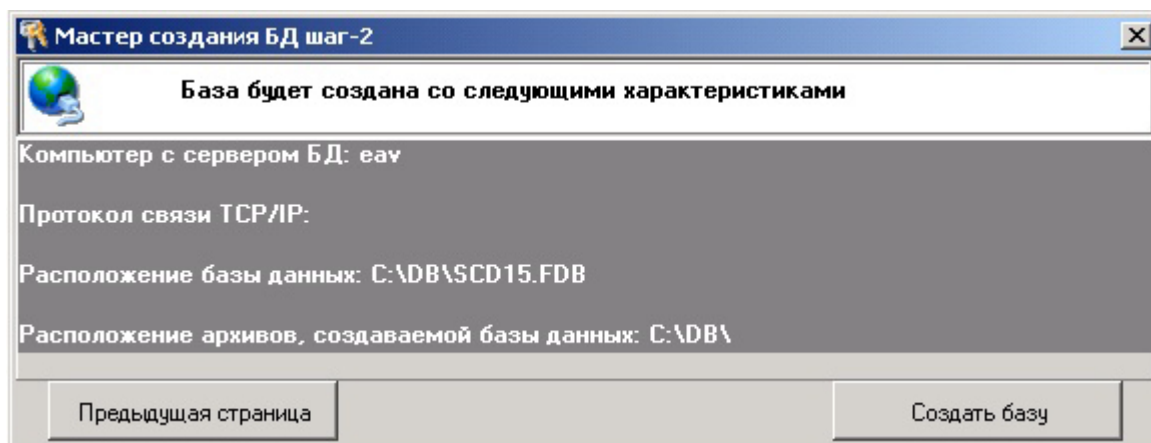 Мастер создания БД шаг-2
База будет создана со следующими характеристиками
Компьютер с сервером БД: eav
Протокол связи TCP/IP:
Расположение базы данных: C:\DB\SCD15.FDB
Расположение архивов, создаваемой базы данных: C:\DB\
Предыдущая страница
Создать базу